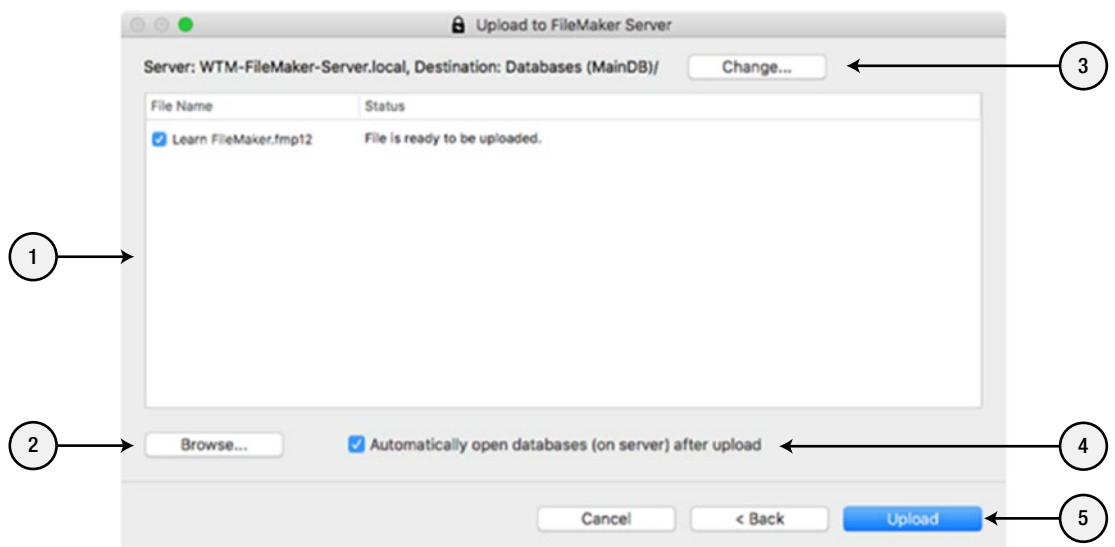 Upload to FileMaker Server
Server: WTM-FileMaker-Server.local, Destination: Databases (MainDB)/ Change... 3
File Name Status
Learn FileMaker.fmp12 File is ready to be uploaded.
1
2 Browse... Automatically open databases (on server) after upload 4
Cancel < Back Upload 5